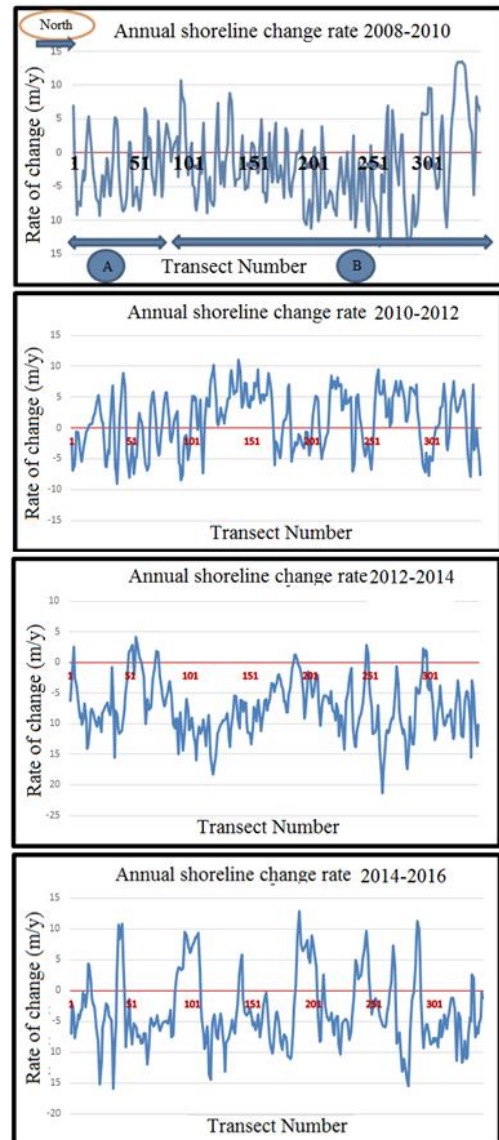 North
Annual shoreline change rate 2008-2010
Rate of change (m/y)
15
10
5
0
5
10
15
1 51 101 151 201 251 301
A
B
Transect Number
Annual shoreline change rate 2010-2012
Rate of change (m/y)
15
10
5
0
-5
-10
-15
1 51 101 151 201 251 301
Transect Number
Annual shoreline change rate 2012-2014
Rate of change (m/y)
10
5
0
-5
-10
15
20
-25
1 51 101 151 201 251 301
Transect Number
Annual shoreline change rate 2014-2016
Rate of change (m/y)
15
10
5
0
-5
-10
-15
-20
1 51 101 151 201 251 301
Transect Number